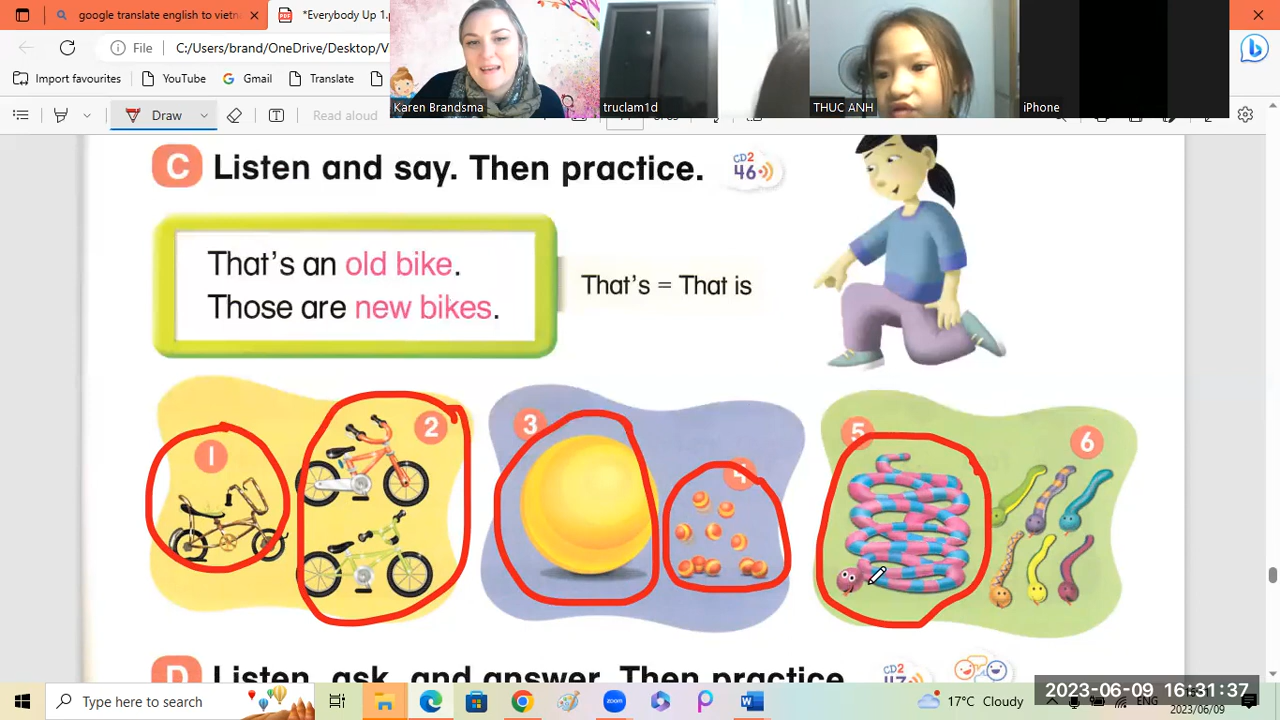 google translate english to vietn
*Everybody Up 1.p
File
C:/Users/brand/OneDrive/Desktop/V
Import favourites
YouTube
Gmail
Translate
Draw
Read aloud
Karen Brandsma
truclam1d
THUC ANH
iPhone
C Listen and say. Then practice.
CD2
46
That's an old bike.
Those are new bikes.
That's = That is
1
2
3
4
5
6
D Listen, ask, and answer. Then practice.
CD2
47
Type here to search
zoom
17°C Cloudy
ENG
2023-06-09 16:31:37
2023/06/09